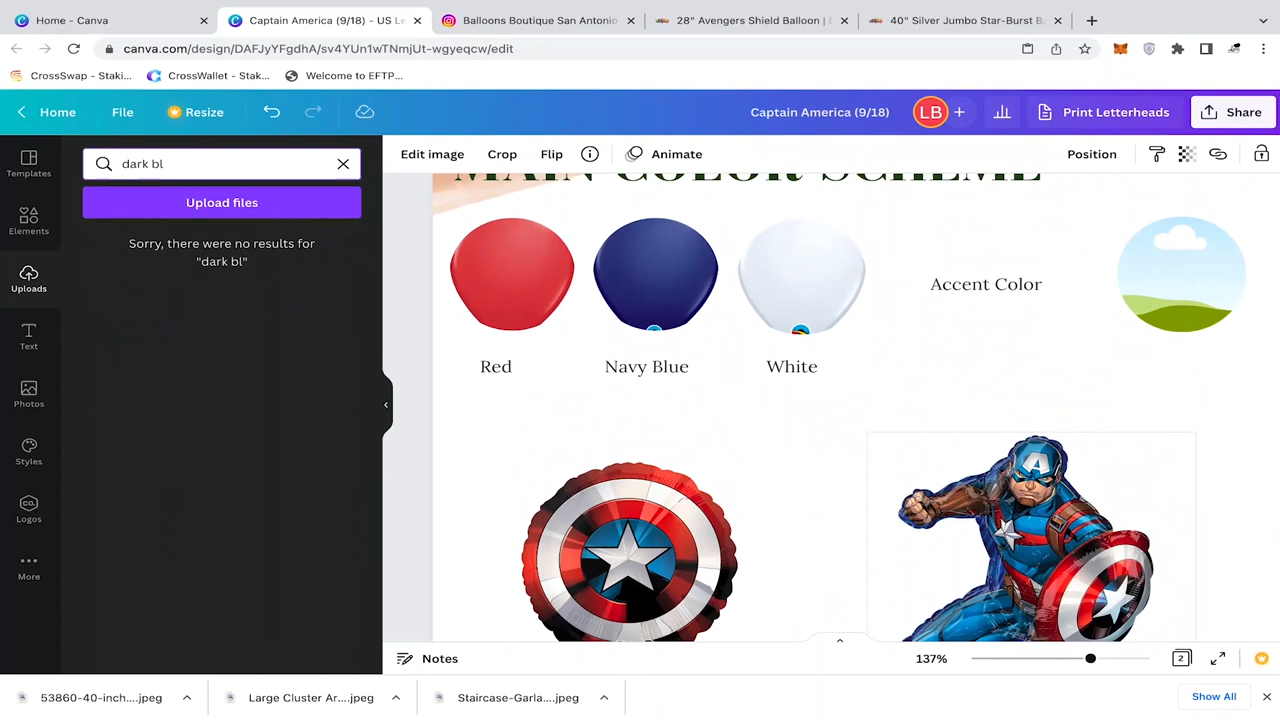 Home - Canva
Captain America (9/18) - US Le
Balloons Boutique San Antonio
28" Avengers Shield Balloon | B
40" Silver Jumbo Star-Burst Ba
canva.com/design/DAFJyYFgdhA/sv4YUn1wTNmjUt-wgyeqcw/edit
CrossSwap - Staki...
CrossWallet - Stak...
Welcome to EFTP...
Home
File
Resize
Captain America (9/18)
LB
Print Letterheads
Share
Templates
Elements
Uploads
Text
Photos
Styles
CO.
Logos
More
dark bl
Upload files
Sorry, there were no results for
"dark bl"
Edit image
Crop
Flip
Animate
Position
MAIN COLOR SCHEME
Accent Color
Red
Navy Blue
White
A
Notes
137%
2
53860-40-inch....jpeg
Large Cluster Ar....jpeg
Staircase-Garla....jpeg
Show All